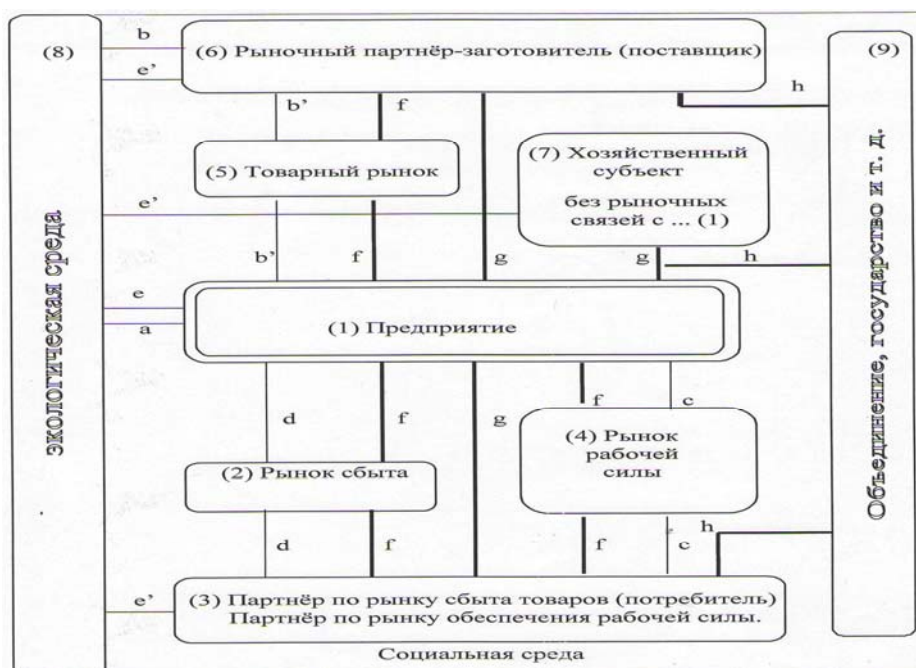 (8)
b
(6) Рыночный партнёр-заготовитель (поставщик)
(9)
e’
h
b’
f
(5) Товарный рынок
(7) Хозяйственный
субъект
без рыночных
связей с ... (1)
e’
b’
f
g
g
h
экологическая среда
Объединение, государство и т. д.
e
a
(1) Предприятие
d
f
g
f
c
(4) Рынок
рабочей
силы
(2) Рынок сбыта
d
f
f
c
h
e’
(3) Партнёр по рынку сбыта товаров (потребитель)
Партнёр по рынку обеспечения рабочей силы.
Социальная среда